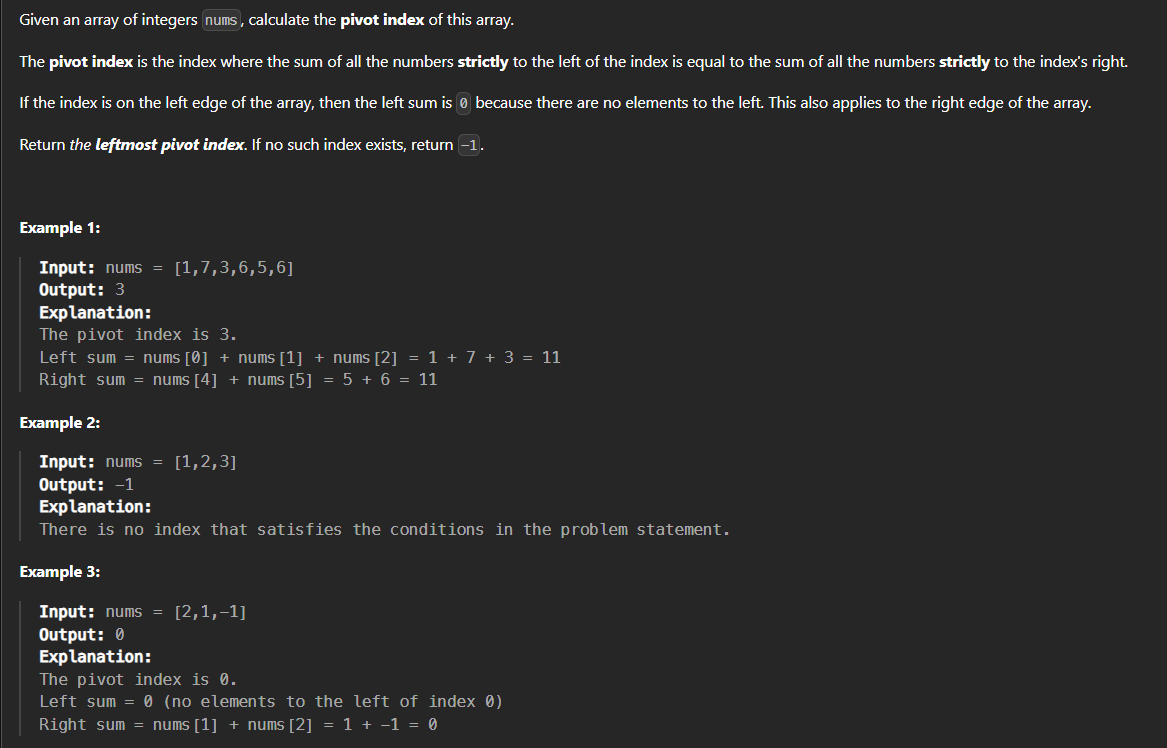 Given an array of integers nums, calculate the pivot index of this array.
The pivot index is the index where the sum of all the numbers strictly to the left of the index is equal to the sum of all the numbers strictly to the index's right.
If the index is on the left edge of the array, then the left sum is 0 because there are no elements to the left. This also applies to the right edge of the array.
Return the leftmost pivot index. If no such index exists, return -1.
Example 1:
Input: nums = [1,7,3,6,5,6]
Output: 3
Explanation:
The pivot index is 3.
Left sum = nums[0] + nums[1] + nums[2] = 1 + 7 + 3 = 11
Right sum = nums[4] + nums[5] = 5 + 6 = 11
Example 2:
Input: nums = [1,2,3]
Output: -1
Explanation:
There is no index that satisfies the conditions in the problem statement.
Example 3:
Input: nums = [2,1,-1]
Output: 0
Explanation:
The pivot index is 0.
Left sum = 0 (no elements to the left of index 0)
Right sum = nums[1] + nums[2] = 1 + -1 = 0